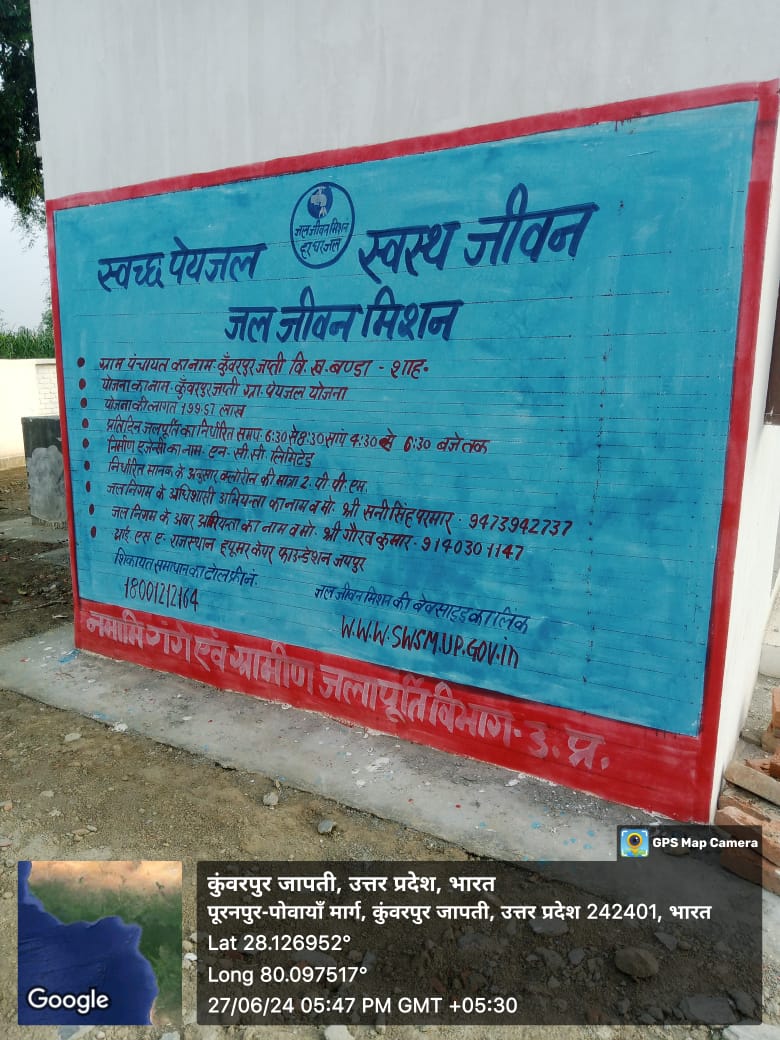 जल जीवन मिशन
हर घर जल
स्वच्छ पेयजल स्वस्थ जीवन
जल जीवन मिशन
• ग्राम पंचायत का नाम- कुँवरपुर जप्ती वि. ख. बण्डा - शाह॰
• योजना का नाम- कुँवरपुर जपती ग्रा. पेयजल योजना
• योजना की लागत 199.57 लाख
• प्रतिदिन जलपूर्ति का निर्धारित समय- 6:30 से 8:30 सायं 4:30 से 6:30 बजे तक
• निर्माण एजेंसी का नाम- एन. सी. सी. लिमिटेड
• निर्धारित मानक के अनुसार क्लोरीन की मात्रा 2. पी पी एम.
• जल निगम के अधिशासी अभियन्ता का नाम व मो. श्री सनी सिंह परमार - 9473942737
• जल निगम के अवर अभियन्ता का नाम व मो. श्री गौरव कुमार - 9140301147
• आई. एस ए- राजस्थान ह्यूमर केयर फाउन्डेशन जयपुर
शिकायत समाधान का टोल फ्री नं.
18001212164
जल जीवन मिशन की बेवसाइड का लिंक
W.W.W.SWSM.UP.GOV.in
नमामि गंगे एवं ग्रामीण जलापूर्ति विभाग- उ. प्र.
GPS Map Camera
कुंवरपुर जापती, उत्तर प्रदेश, भारत
पूरनपुर-पोवायाँ मार्ग, कुंवरपुर जापती, उत्तर प्रदेश 242401, भारत
Lat 28.126952°
Long 80.097517°
27/06/24 05:47 PM GMT +05:30
Google